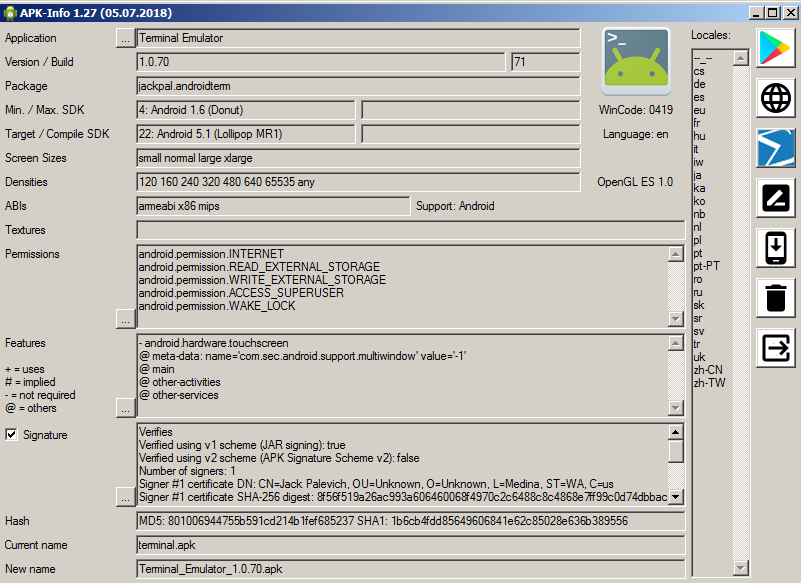 APK-Info 1.27 (05.07.2018)
Application ... Terminal Emulator
Version / Build 1.0.70 71
Package jackpal.androidterm
Min. / Max. SDK 4: Android 1.6 (Donut) WinCode: 0419
Target / Compile SDK 22: Android 5.1 (Lollipop MR1) Language: en
Screen Sizes small normal large xlarge
Densities 120 160 240 320 480 640 65535 any OpenGL ES 1.0
ABIs armeabi x86 mips Support: Android
Textures
Permissions
android.permission.INTERNET
android.permission.READ_EXTERNAL_STORAGE
android.permission.WRITE_EXTERNAL_STORAGE
android.permission.ACCESS_SUPERUSER
android.permission.WAKE_LOCK
...
Features
+ = uses
# = implied
- = not required
@ = others
- android.hardware.touchscreen
@ meta-data: name='com.sec.android.support.multiwindow' value='-1'
@ main
@ other-activities
@ other-services
...
Signature
Verifies
Verified using v1 scheme (JAR signing): true
Verified using v2 scheme (APK Signature Scheme v2): false
Number of signers: 1
Signer #1 certificate DN: CN=Jack Palevich, OU=Unknown, O=Unknown, L=Medina, ST=WA, C=us
Signer #1 certificate SHA-256 digest: 8f56f519a26ac993a606460068f4970c2c6488c8c4868e7ff99c0d74dbbac
...
Hash MD5: 801006944755b591cd214b1fef685237 SHA1: 1b6cb4fdd85649606841e62c85028e636b389556
Current name terminal.apk
New name Terminal_Emulator_1.0.70.apk
>_
Locales:
--_--
cs
de
es
eu
fr
hu
it
iw
ja
ka
ko
nb
nl
pl
pt
pt-PT
ro
ru
sk
sr
sv
tr
uk
zh-CN
zh-TW